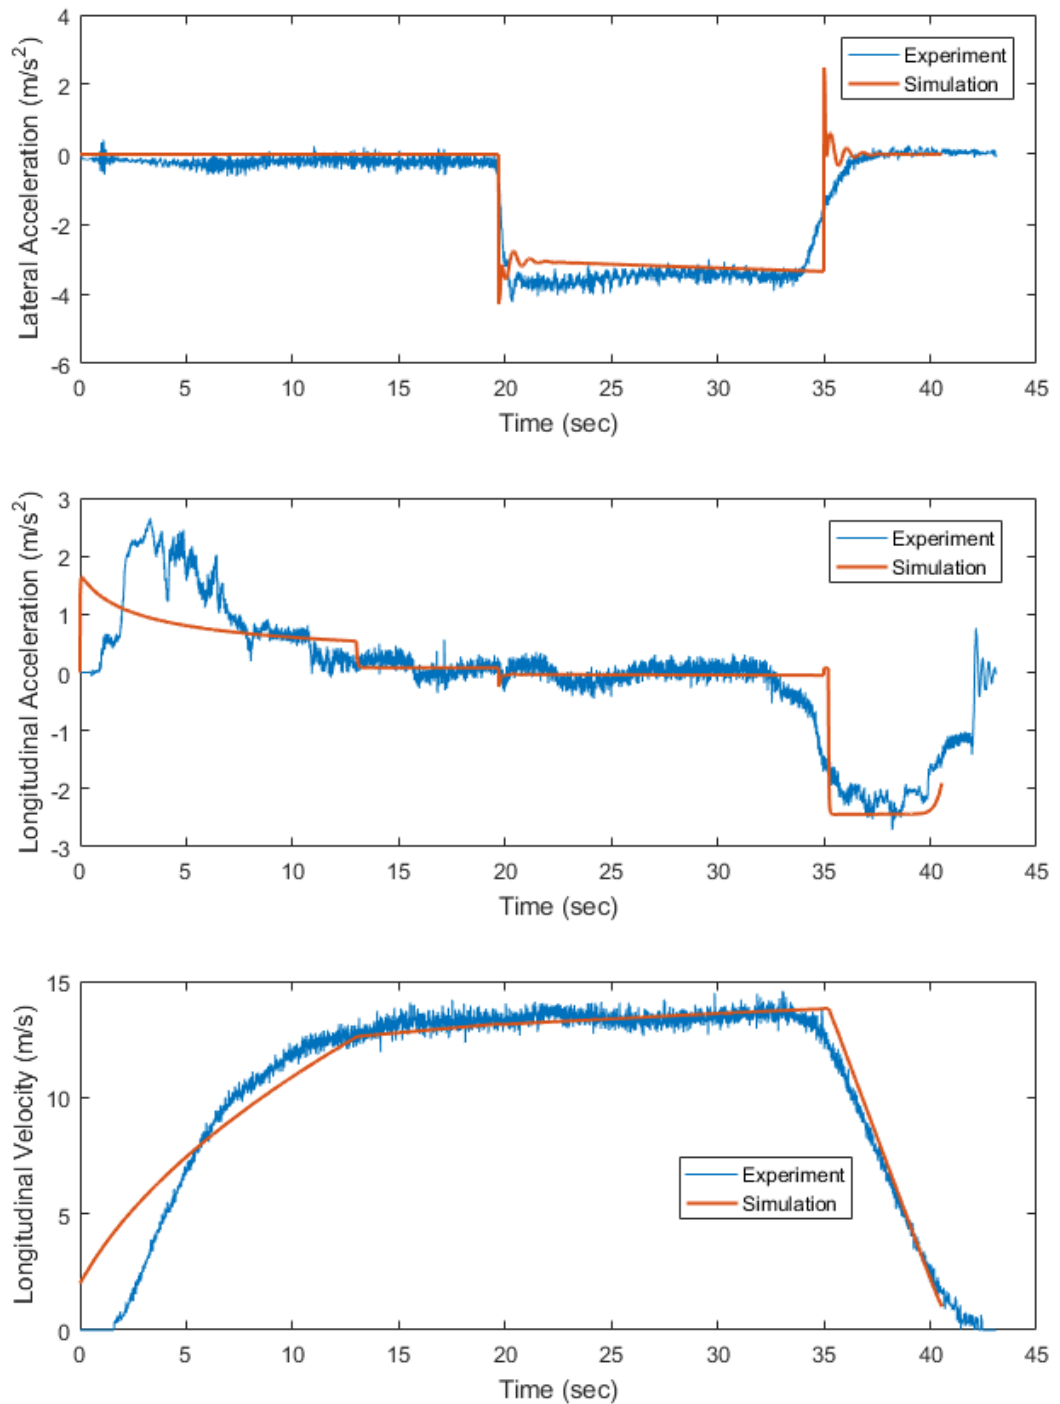 4
2
0
-2
-4
-6
Lateral Acceleration (m/s²)
Experiment
Simulation
0 5 10 15 20 25 30 35 40 45
Time (sec)
3
2
1
0
-1
-2
-3
Longitudinal Acceleration (m/s²)
Experiment
Simulation
0 5 10 15 20 25 30 35 40 45
Time (sec)
15
10
5
0
Longitudinal Velocity (m/s)
Experiment
Simulation
0 5 10 15 20 25 30 35 40 45
Time (sec)